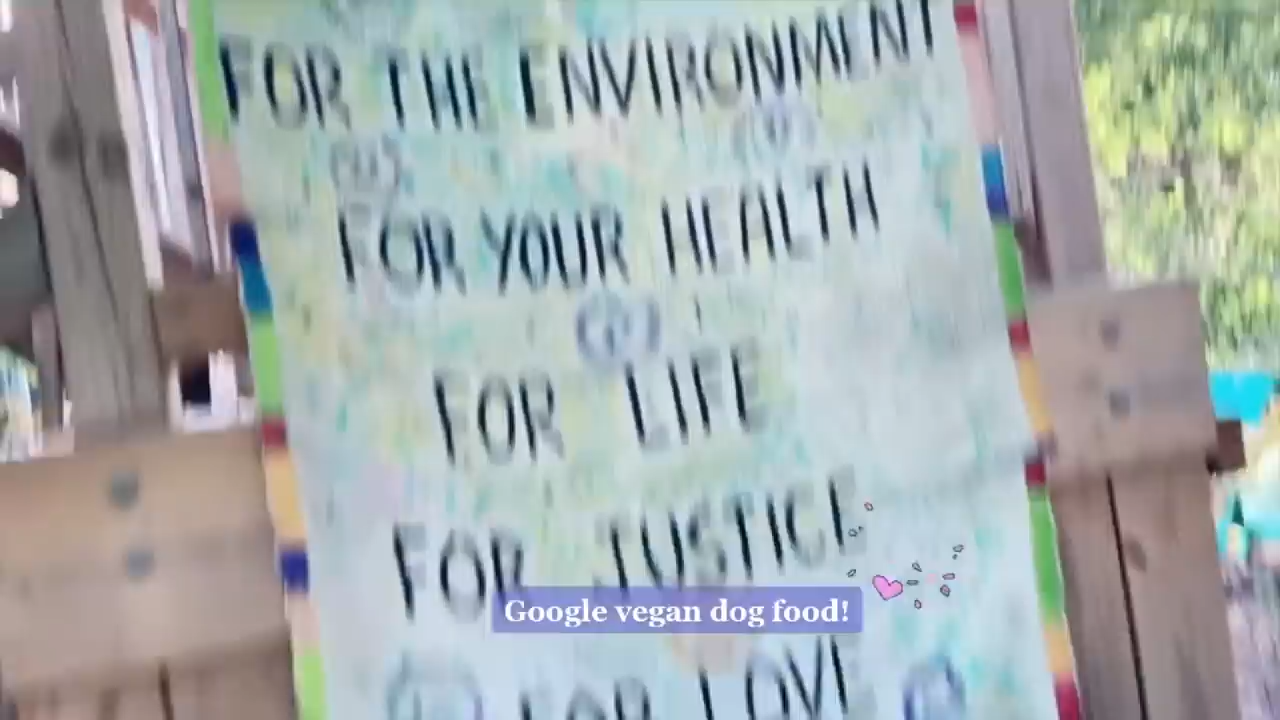 FOR THE ENVIRONMENT
FOR YOUR HEALTH
FOR LIFE
FOR JUSTICE
Google vegan dog food!
FOR LOVE